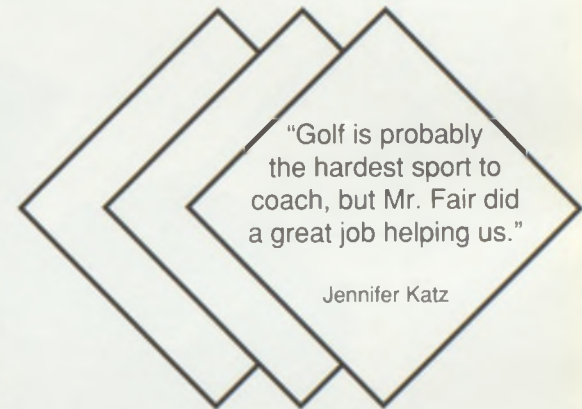 “Golf is probably
the hardest sport to
coach, but Mr. Fair did
a great job helping us.”
Jennifer Katz